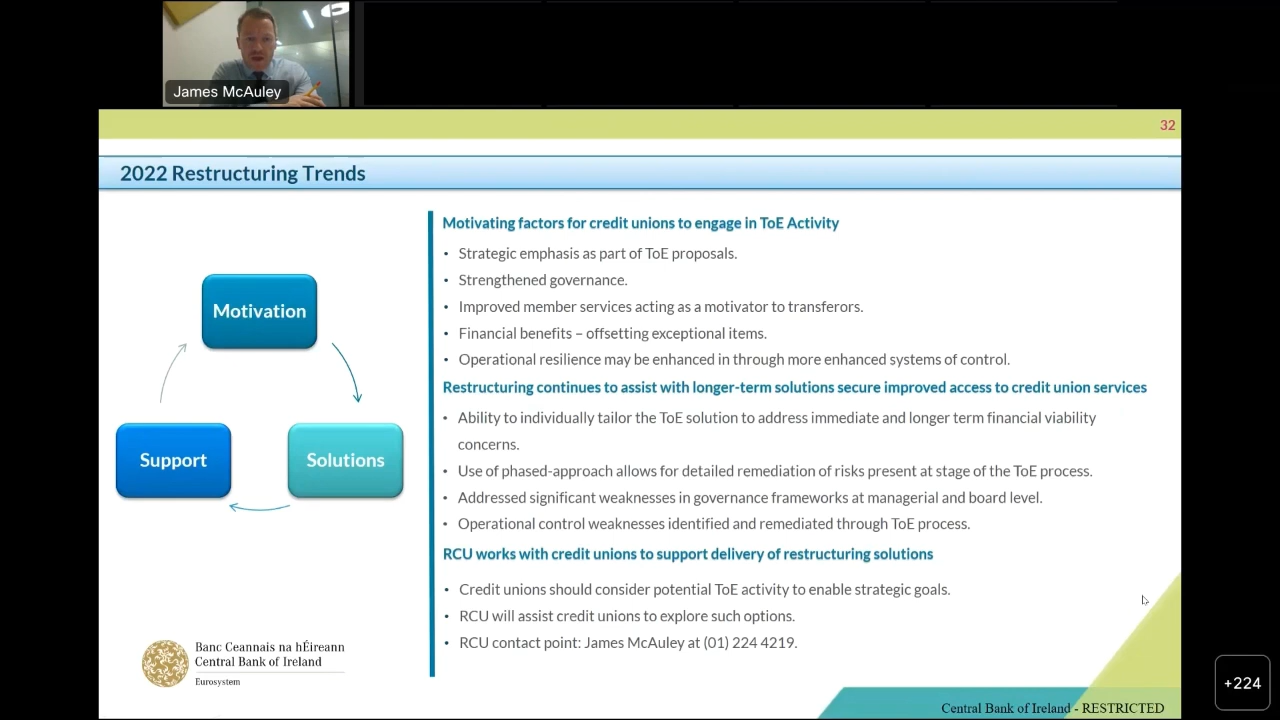 James McAuley
32
2022 Restructuring Trends
Motivation
Support
Solutions
Motivating factors for credit unions to engage in ToE Activity
• Strategic emphasis as part of ToE proposals.
• Strengthened governance.
• Improved member services acting as a motivator to transferors.
• Financial benefits – offsetting exceptional items.
• Operational resilience may be enhanced in through more enhanced systems of control.
Restructuring continues to assist with longer-term solutions secure improved access to credit union services
• Ability to individually tailor the ToE solution to address immediate and longer term financial viability
concerns.
• Use of phased-approach allows for detailed remediation of risks present at stage of the ToE process.
• Addressed significant weaknesses in governance frameworks at managerial and board level.
• Operational control weaknesses identified and remediated through ToE process.
RCU works with credit unions to support delivery of restructuring solutions
• Credit unions should consider potential ToE activity to enable strategic goals.
• RCU will assist credit unions to explore such options.
• RCU contact point: James McAuley at (01) 224 4219.
Banc Ceannais na hÉireann
Central Bank of Ireland
Eurosystem
Central Bank of Ireland - RESTRICTED
+224